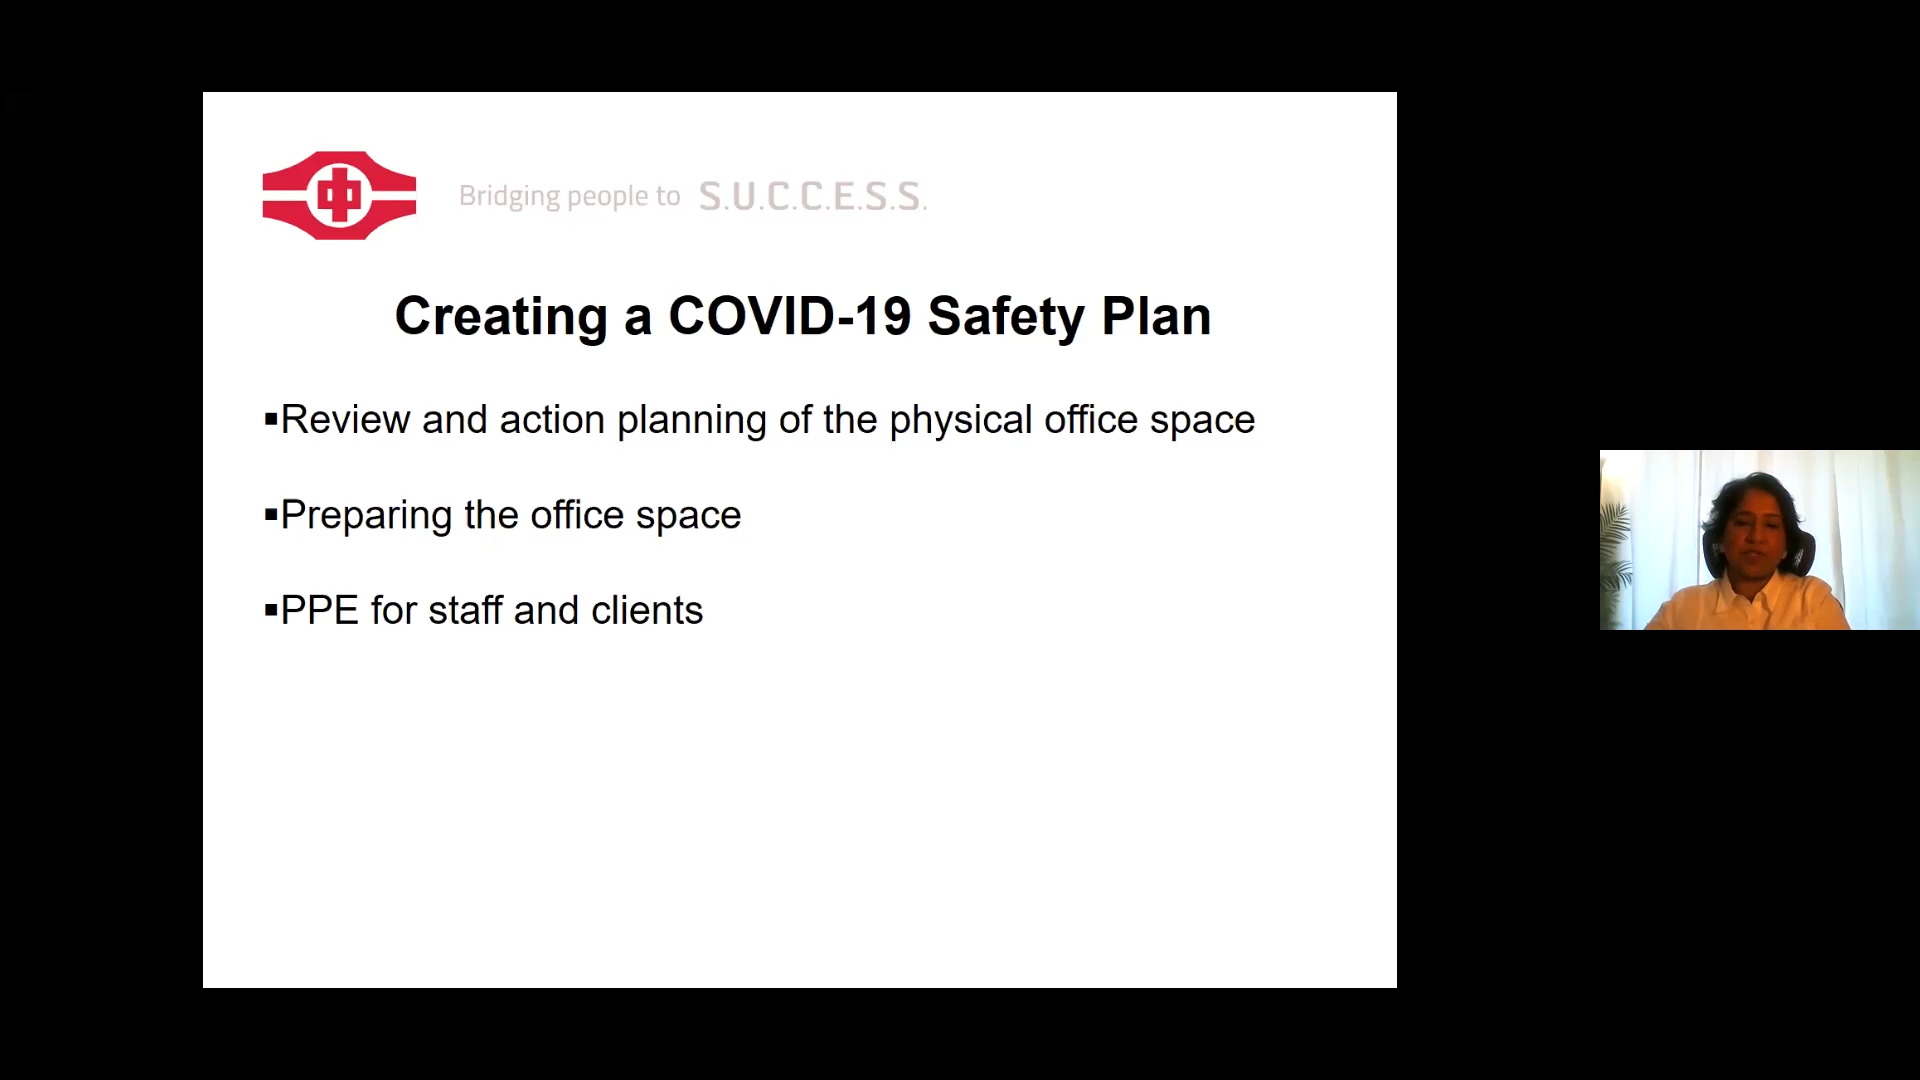 中
Bridging people to S.U.C.C.E.S.S.
Creating a COVID-19 Safety Plan
▪Review and action planning of the physical office space
▪Preparing the office space
▪PPE for staff and clients